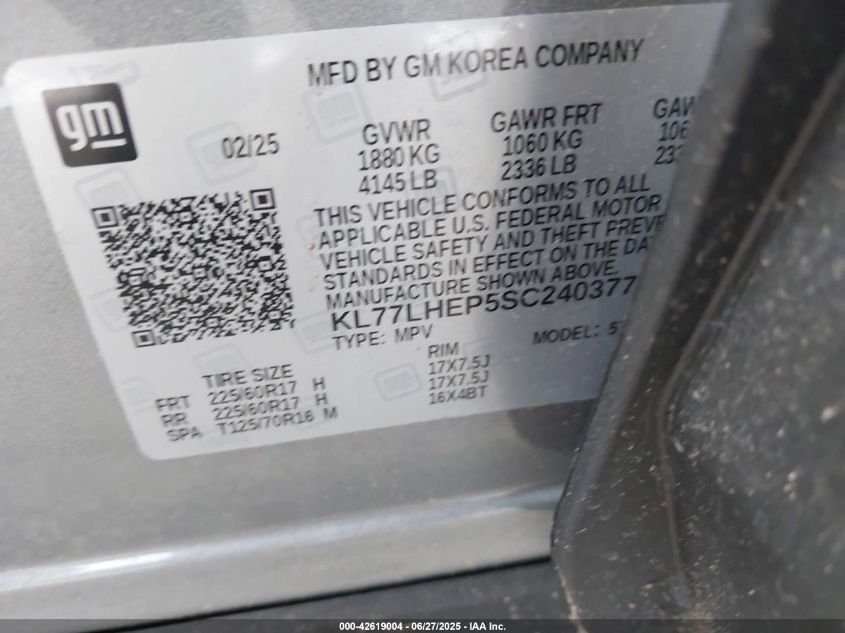 MFD BY GM KOREA COMPANY
gm
02/25
GVWR
1880 KG
4145 LB
GAWR FRT
1060 KG
2336 LB
THIS VEHICLE CONFORMS TO ALL
APPLICABLE U.S. FEDERAL MOTOR
VEHICLE SAFETY AND THEFT
STANDARDS IN EFFECT ON THE
MANUFACTURE SHOWN ABOVE.
KL77LHEP5SC240377
TYPE: MPV MODEL:
TIRE SIZE RIM
FRT 225/60R17 H 17X7.5J
RR 225/60R17 H 17X7.5J
SPA T125/70R16 M 16X4BT
000-42619004 - 06/27/2025 - IAA Inc.